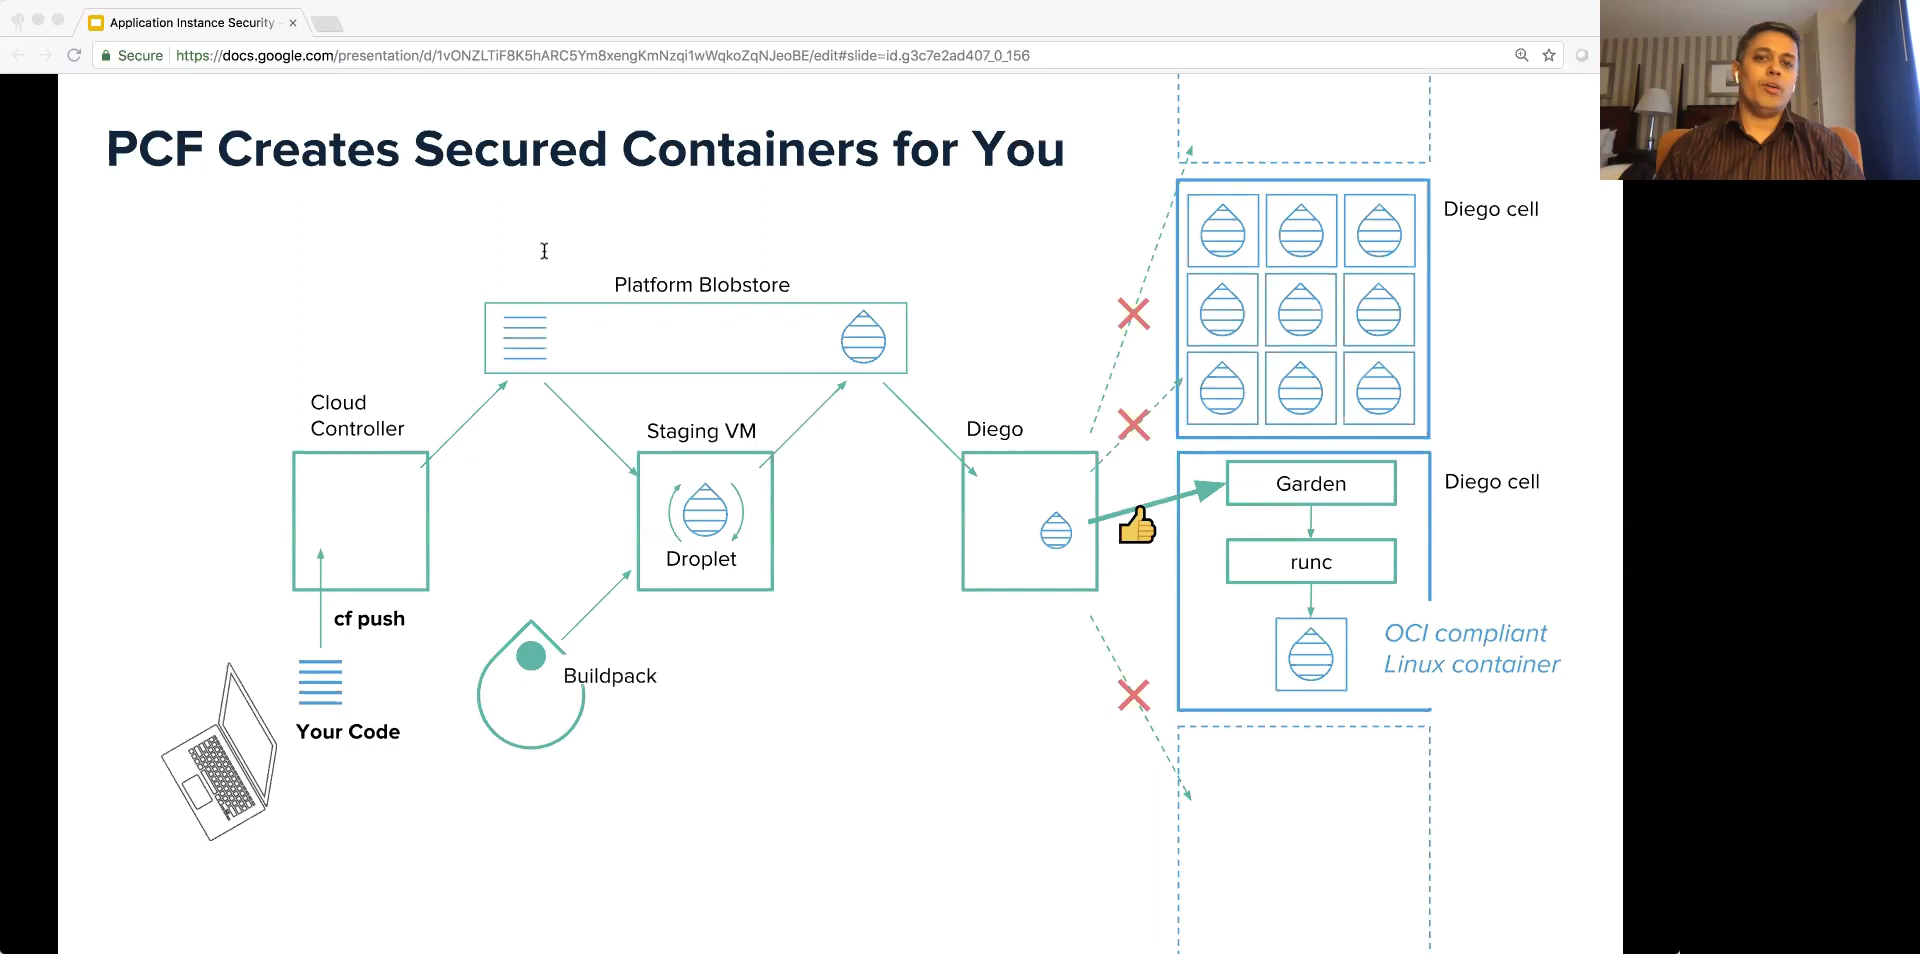 Application Instance Security -
Secure
https://docs.google.com/presentation/d/1vONZLTiF8K5hARC5Ym8xengKmNzqi1wWqkoZqNJeoBE/edit#slide=id.g3c7e2ad407_0_156
PCF Creates Secured Containers for You
Diego cell
Platform Blobstore
Cloud
Controller
Staging VM
Diego
Diego cell
Garden
runc
Droplet
cf push
OCI compliant
Linux container
Buildpack
Your Code